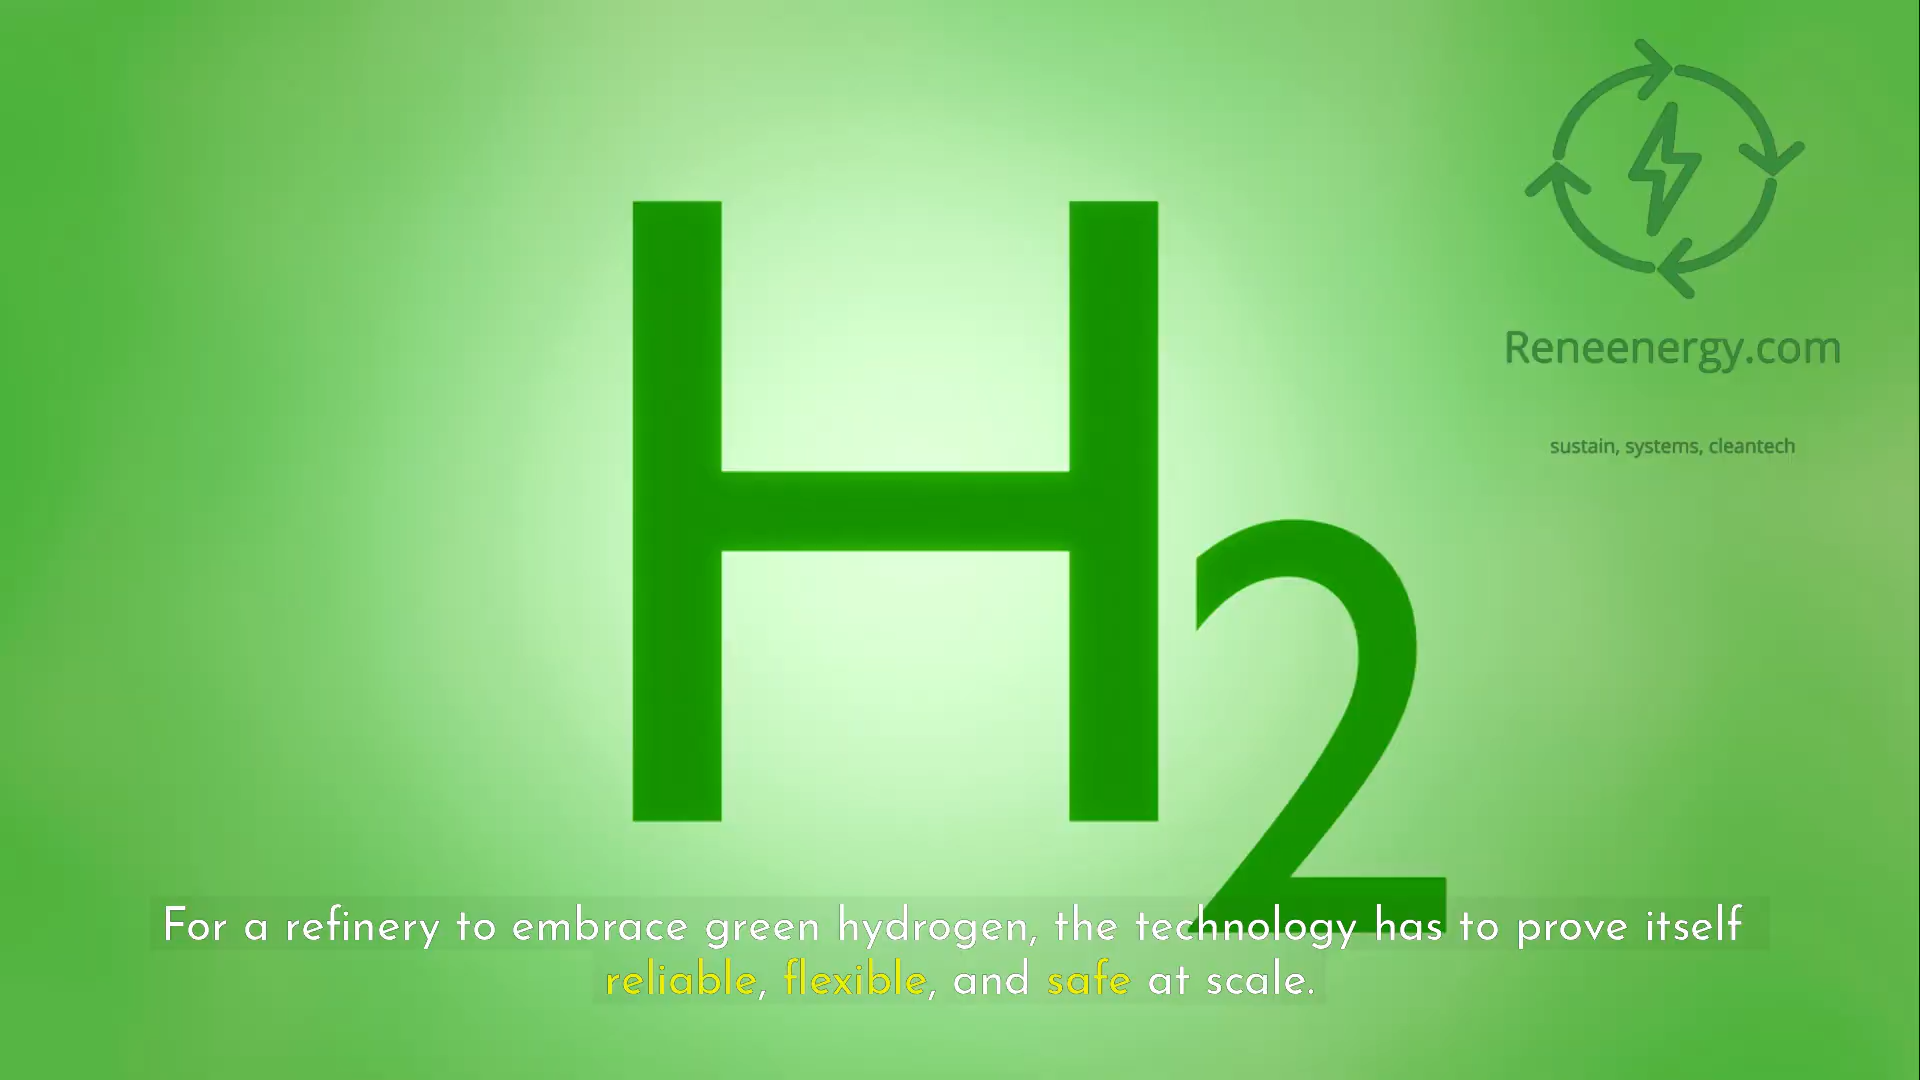 H2
Reneenergy.com
sustain, systems, cleantech
For a refinery to embrace green hydrogen, the technology has to prove itself
reliable, flexible, and safe at scale.